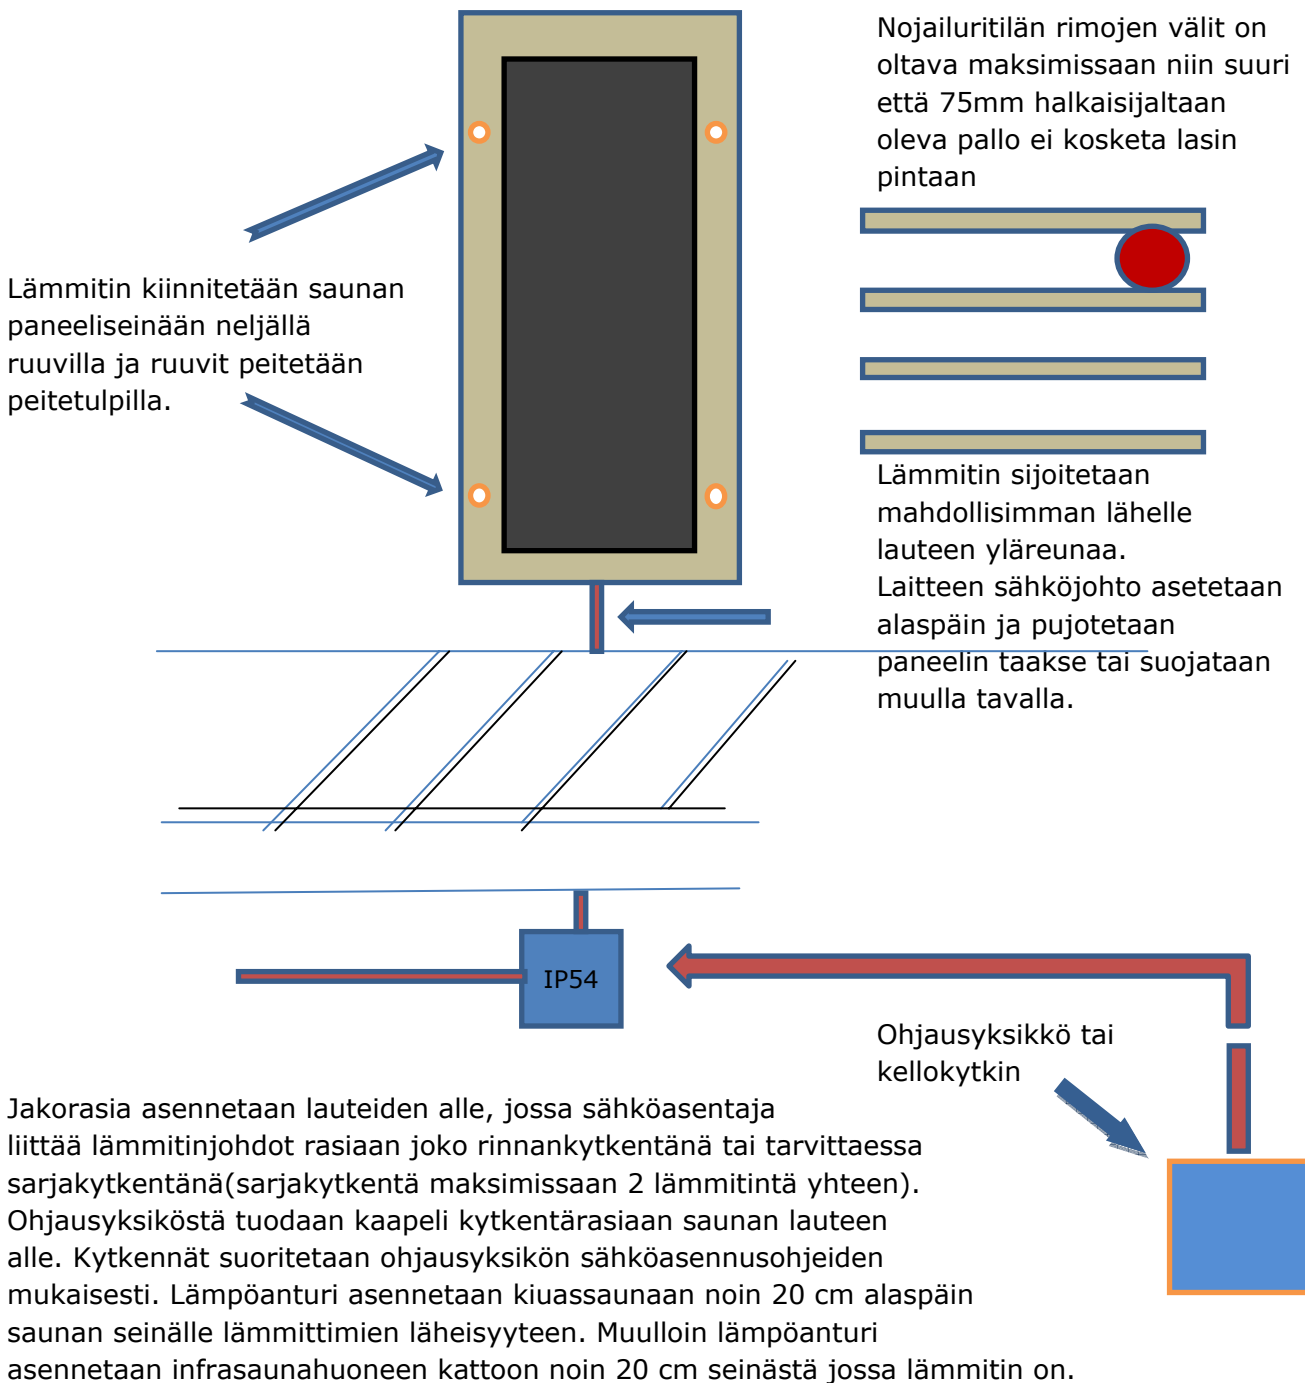 Nojailuritilän rimojen välit on
oltava maksimissaan niin suuri
että 75mm halkaisijaltaan
oleva pallo ei kosketa lasin
pintaan
Lämmitin kiinnitetään saunan
paneeliseinään neljällä
ruuvilla ja ruuvit peitetään
peitetulpilla.
Lämmitin sijoitetaan
mahdollisimman lähelle
lauteen yläreunaa.
Laitteen sähköjohto asetetaan
alaspäin ja pujotetaan
paneelin taakse tai suojataan
muulla tavalla.
IP54
Ohjausyksikkö tai
kellokytkin
Jakorasia asennetaan lauteiden alle, jossa sähköasentaja
liittää lämmitinjohdot rasiaan joko rinnankytkentänä tai tarvittaessa
sarjakytkentänä(sarjakytkentä maksimissaan 2 lämmitintä yhteen).
Ohjausyksiköstä tuodaan kaapeli kytkentärasiaan saunan lauteen
alle. Kytkennät suoritetaan ohjausyksikön sähköasennusohjeiden
mukaisesti. Lämpöanturi asennetaan kiuassaunaan noin 20 cm alaspäin
saunan seinälle lämmittimien läheisyyteen. Muulloin lämpöanturi
asennetaan infrasaunahuoneen kattoon noin 20 cm seinästä jossa lämmitin on.